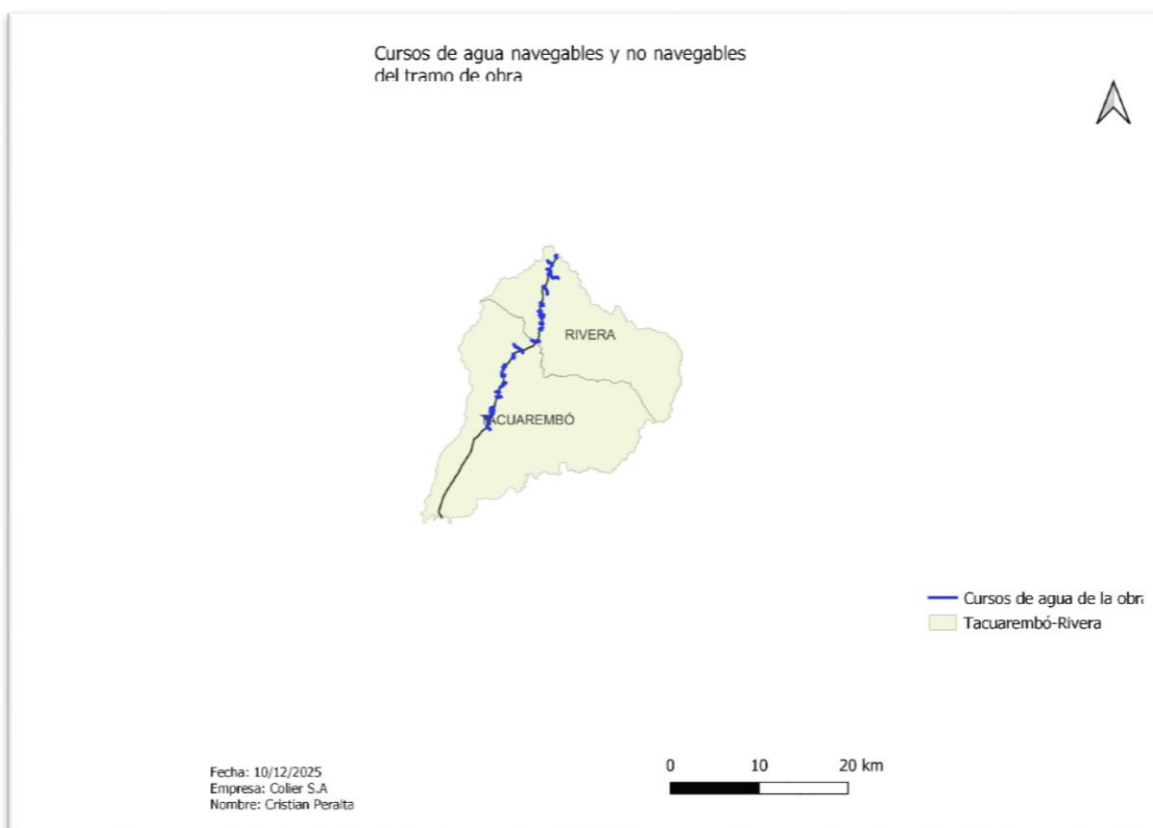 Cursos de agua navegables y no navegables
del tramo de obra
RIVERA
TACUAREMBÓ
Cursos de agua de la obra
Tacuarembó-Rivera
Fecha: 10/12/2025
Empresa: Colier S.A
Nombre: Cristian Peralta
0 10 20 km